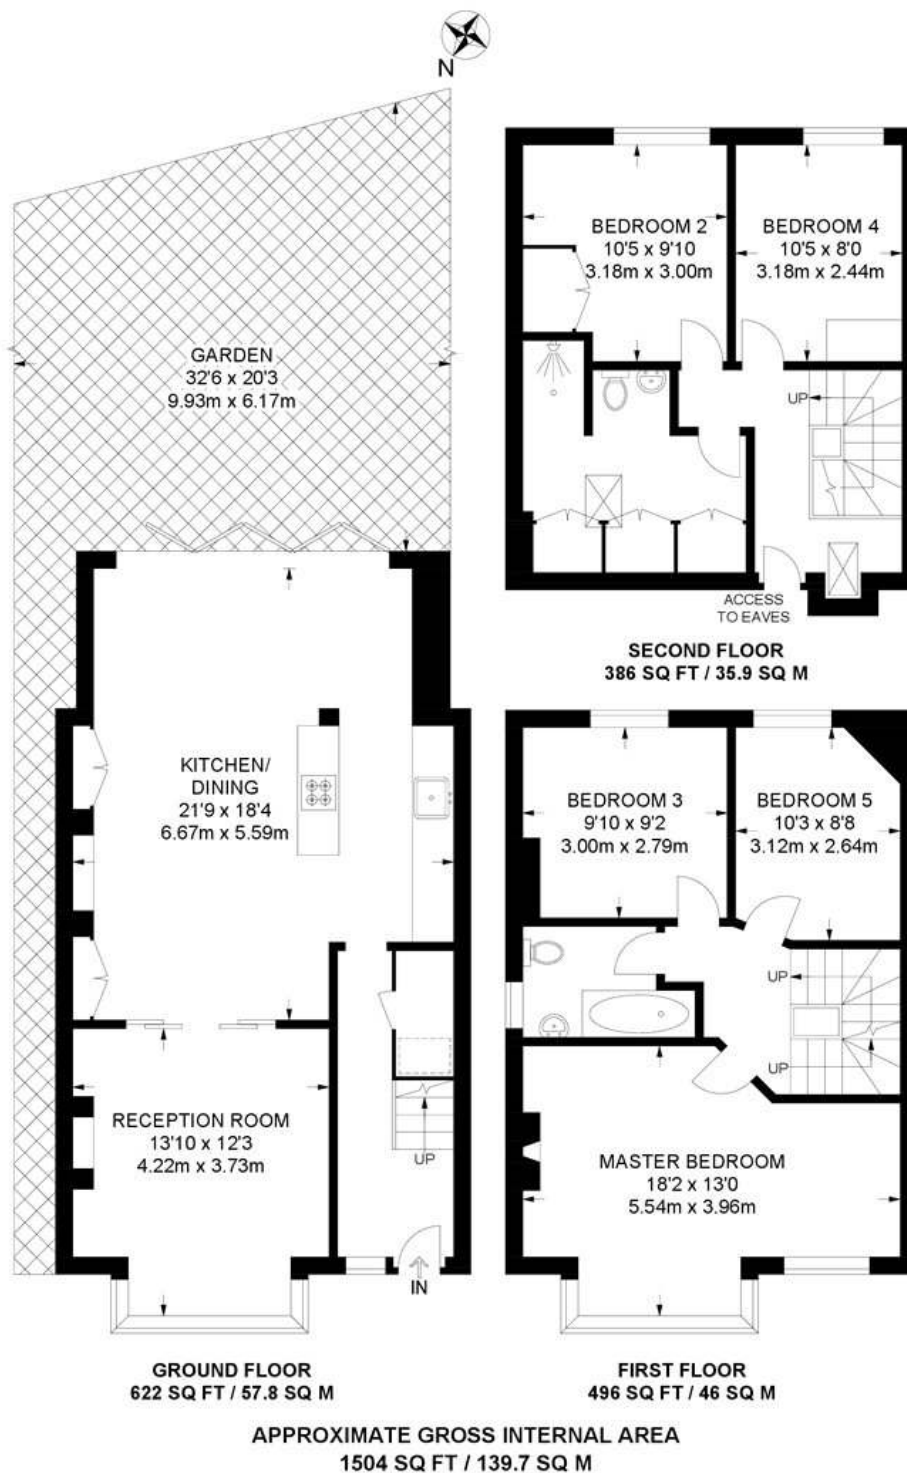 N
GARDEN
32'6 x 20'3
9.93m x 6.17m
KITCHEN/
DINING
21'9 x 18'4
6.67m x 5.59m
RECEPTION ROOM
13'10 x 12'3
4.22m x 3.73m
UP
IN
GROUND FLOOR
622 SQ FT / 57.8 SQ M
BEDROOM 2
10'5 x 9'10
3.18m x 3.00m
BEDROOM 4
10'5 x 8'0
3.18m x 2.44m
UP
ACCESS
TO EAVES
SECOND FLOOR
386 SQ FT / 35.9 SQ M
BEDROOM 3
9'10 x 9'2
3.00m x 2.79m
BEDROOM 5
10'3 x 8'8
3.12m x 2.64m
UP
UP
MASTER BEDROOM
18'2 x 13'0
5.54m x 3.96m
FIRST FLOOR
496 SQ FT / 46 SQ M
APPROXIMATE GROSS INTERNAL AREA
1504 SQ FT / 139.7 SQ M